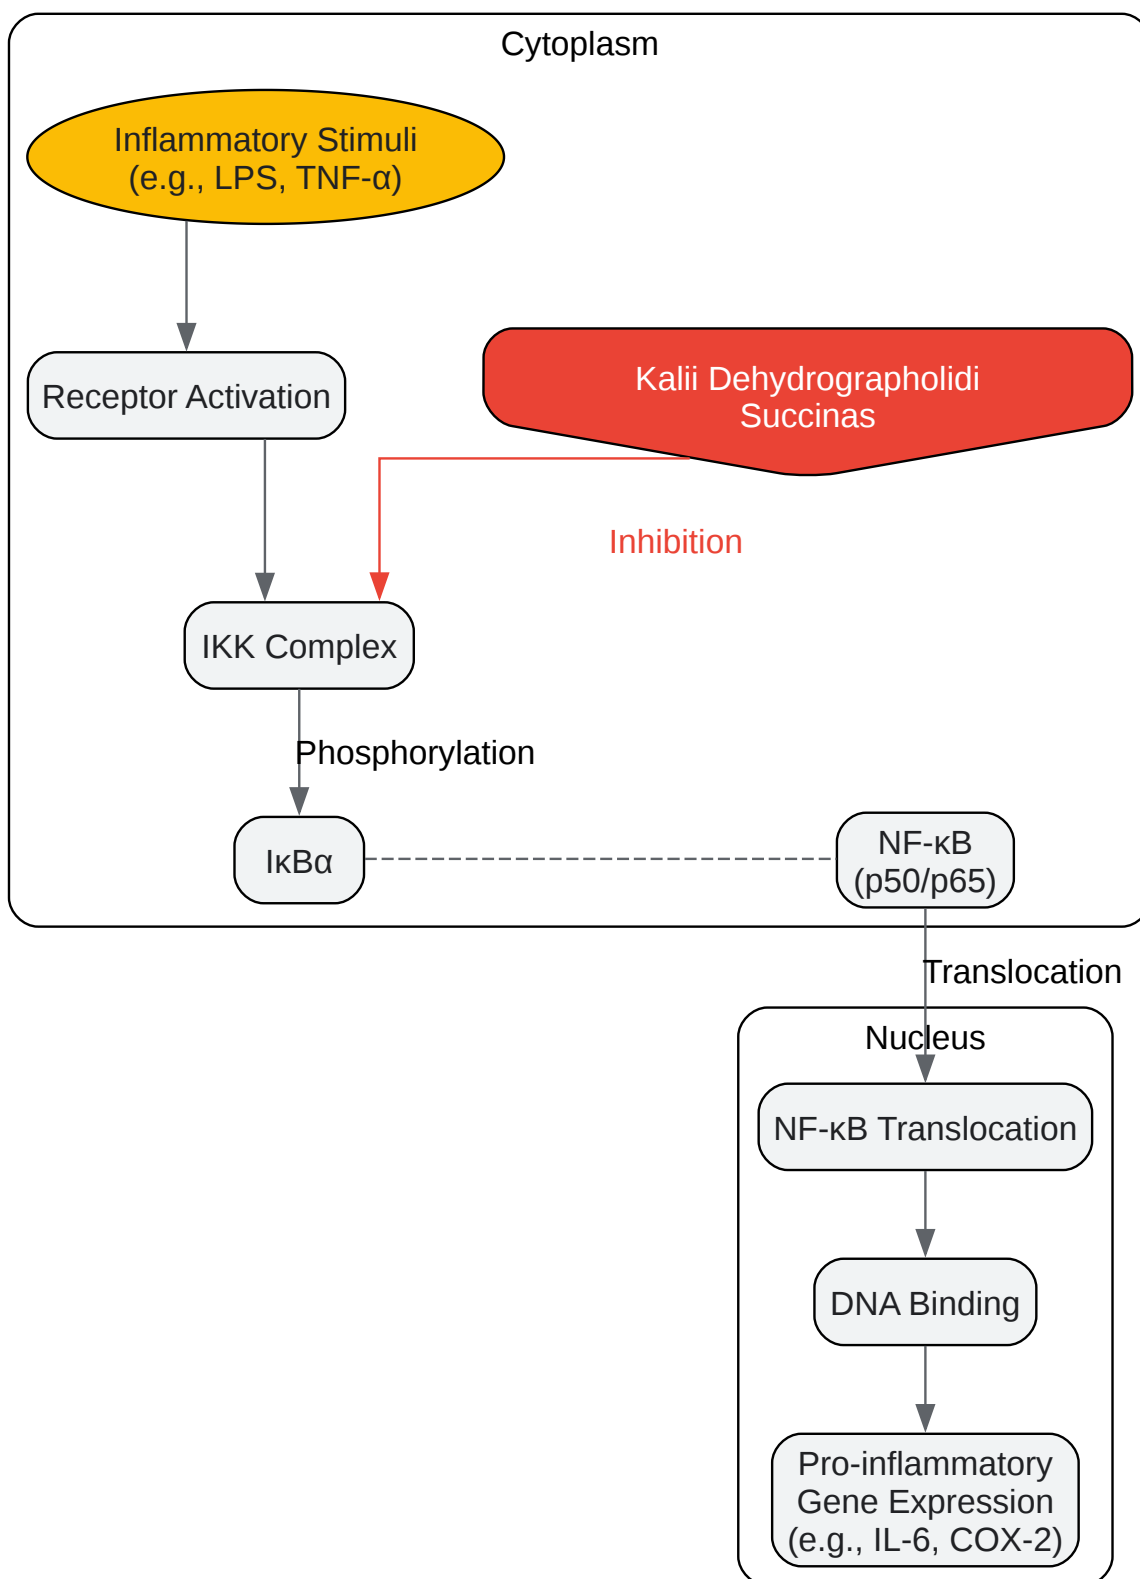 Cytoplasm
Inflammatory Stimuli
(e.g., LPS, TNF-α)
Receptor Activation
Kalii Dehydrographolidi
Succinas
Inhibition
IKK Complex
Phosphorylation
IκBα
NF-κB
(p50/p65)
Translocation
Nucleus
NF-κB Translocation
DNA Binding
Pro-inflammatory
Gene Expression
(e.g., IL-6, COX-2)